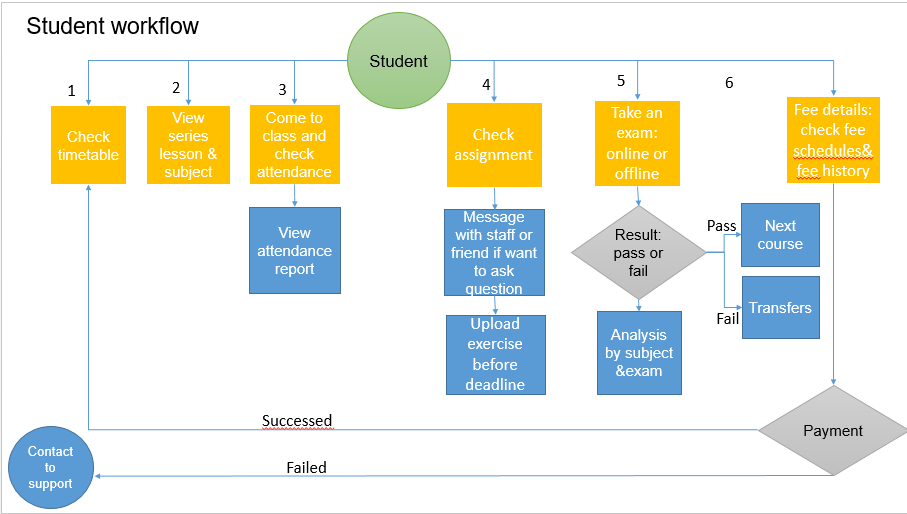 Student workflow
Student
1
2
3
4
5
6
Check
timetable
View
series
lesson &
subject
Come to
class and
check
attendance
Check
assignment
Take an
exam:
online or
offline
Fee details:
check fee
schedules&
fee history
View
attendance
report
Message
with staff or
friend if want
to ask
question
Result:
pass or
fail
Pass
Next
course
Fail
Transfers
Upload
exercise
before
deadline
Analysis
by subject
&exam
Successed
Payment
Contact
to
support
Failed